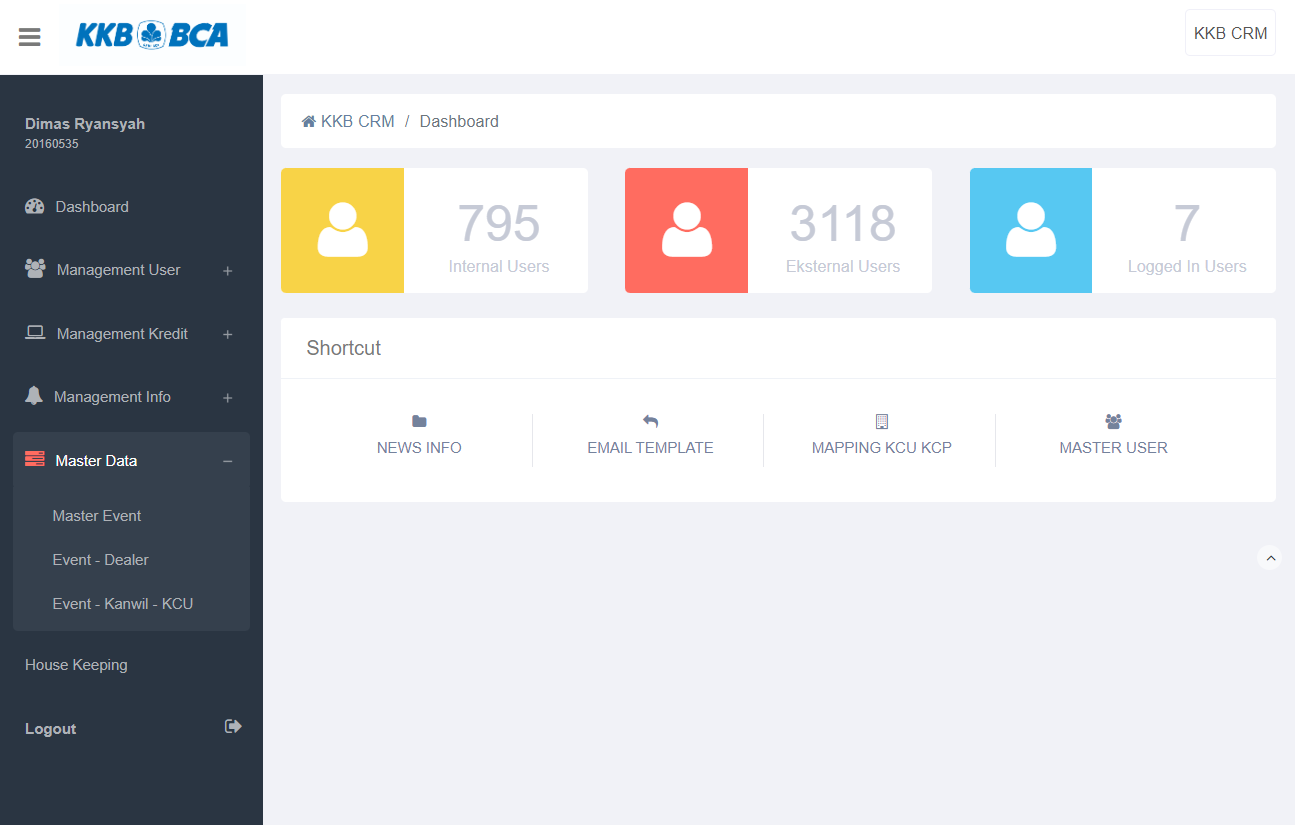 KKB BCA
KKB CRM
Dimas Ryansyah
20160535
Dashboard
Management User +
Management Kredit +
Management Info +
Master Data −
Master Event
Event - Dealer
Event - Kanwil - KCU
House Keeping
Logout
KKB CRM / Dashboard
795
Internal Users
3118
Eksternal Users
7
Logged In Users
Shortcut
NEWS INFO
EMAIL TEMPLATE
MAPPING KCU KCP
MASTER USER